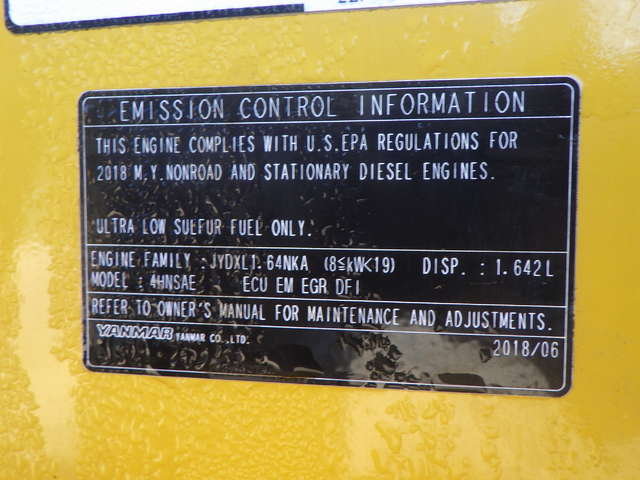 EMISSION CONTROL INFORMATION
THIS ENGINE COMPLIES WITH U.S.EPA REGULATIONS FOR
2018 M.Y.NONROAD AND STATIONARY DIESEL ENGINES.
ULTRA LOW SULFUR FUEL ONLY.
ENGINE FAMILY : JYDXL1.64NKA (8≤kW<19) DISP. : 1.642L
MODEL : 4HNSAE ECU EM EGR DFI
REFER TO OWNER'S MANUAL FOR MAINTENANCE AND ADJUSTMENTS.
YANMAR YANMAR CO.,LTD. 2018/06